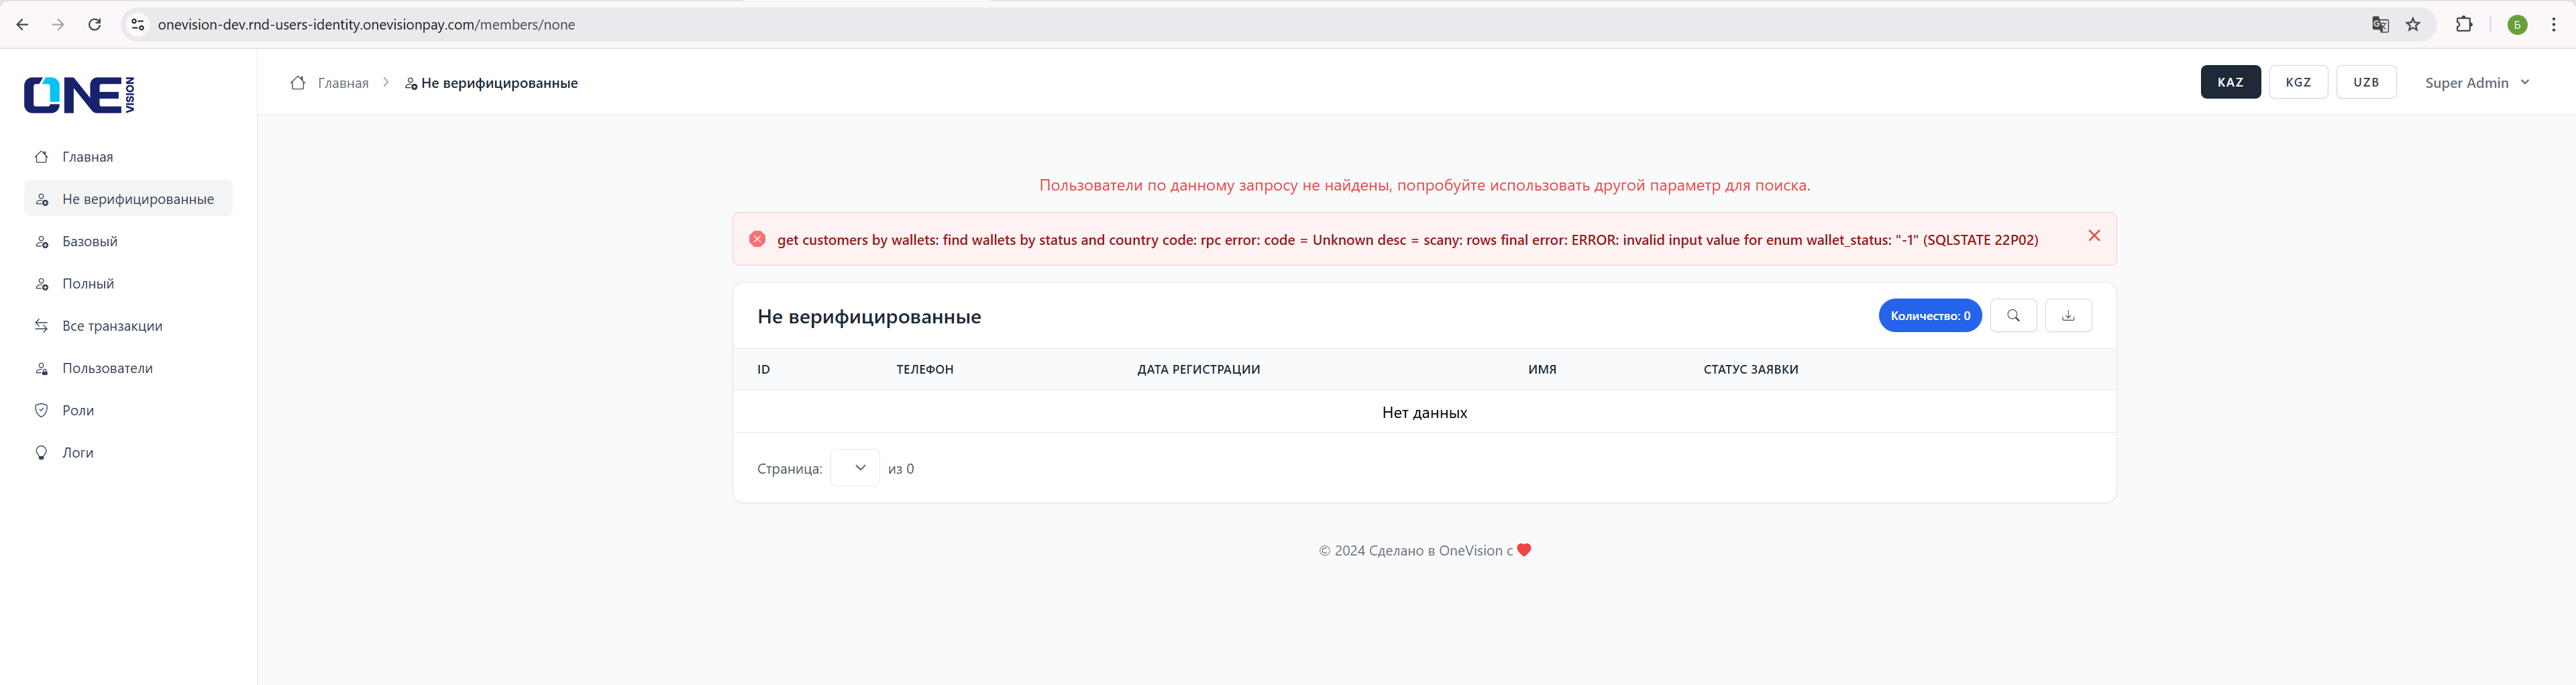 onevision-dev.rnd-users-identity.onevisionpay.com/members/none
Б
ONE VISION
Главная
Не верифицированные
KAZ
KGZ
UZB
Super Admin
Главная
Не верифицированные
Базовый
Полный
Все транзакции
Пользователи
Роли
Логи
Пользователи по данному запросу не найдены, попробуйте использовать другой параметр для поиска.
get customers by wallets: find wallets by status and country code: rpc error: code = Unknown desc = scany: rows final error: ERROR: invalid input value for enum wallet_status: "-1" (SQLSTATE 22P02)
Не верифицированные
Количество: 0
ID ТЕЛЕФОН ДАТА РЕГИСТРАЦИИ ИМЯ СТАТУС ЗАЯВКИ
Нет данных
Страница: из 0
© 2024 Сделано в OneVision с ❤